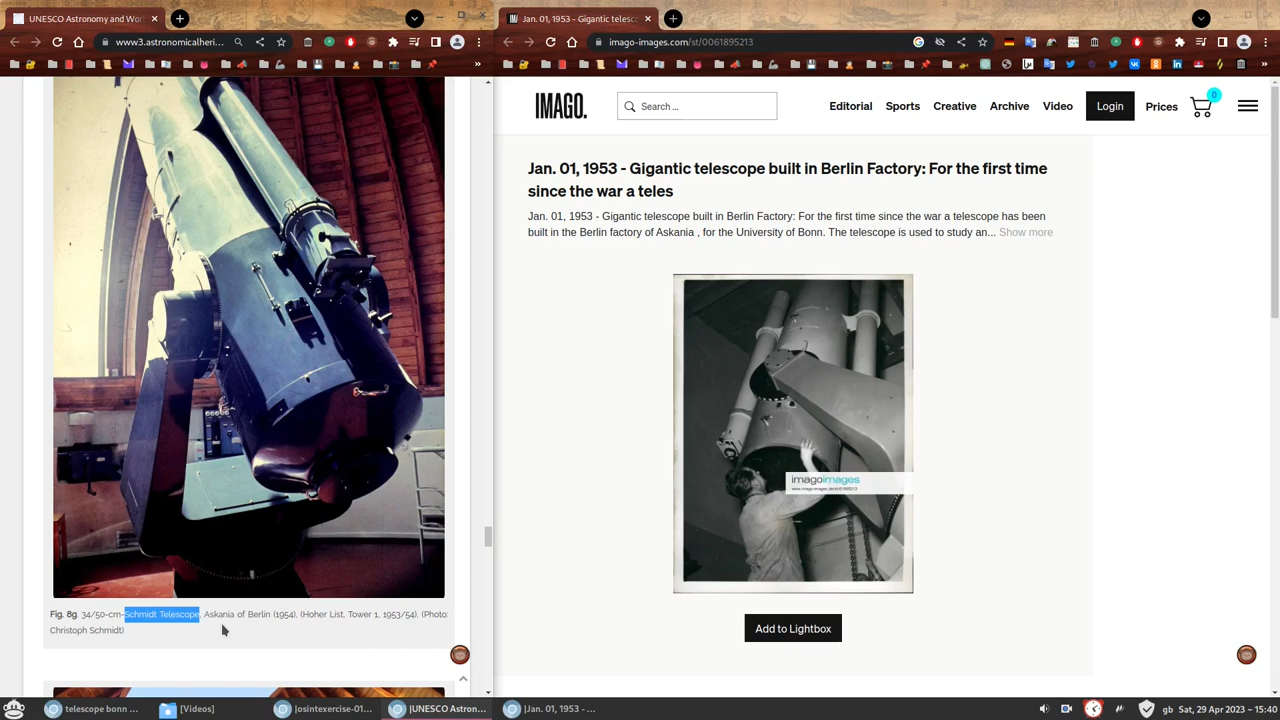 UNESCO Astronomy and Wor
www3.astronomicalheri...
»
Fig. 8g. 34/50-cm-Schmidt Telescope, Askania of Berlin (1954), (Hoher List, Tower 1, 1953/54), (Photo:
Christoph Schmidt)
Jan. 01, 1953 - Gigantic telesc
imago-images.com/st/0061895213
»
IMAGO.
Search ...
Editorial
Sports
Creative
Archive
Video
Login
Prices
0
Jan. 01, 1953 - Gigantic telescope built in Berlin Factory: For the first time
since the war a teles
Jan. 01, 1953 - Gigantic telescope built in Berlin Factory: For the first time since the war a telescope has been
built in the Berlin factory of Askania , for the University of Bonn. The telescope is used to study an... Show more
imagoimages
Add to Lightbox
telescope bonn ...
[Videos]
|osintexercise-01...
|UNESCO Astron...
|Jan. 01, 1953 - ...
gb Sat, 29 Apr 2023 ~ 15:40